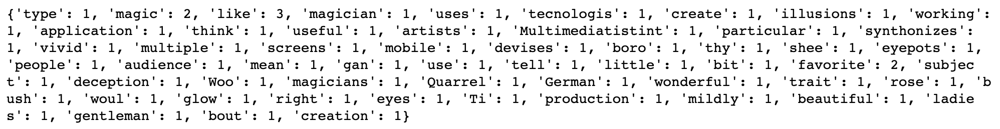 {'type': 1, 'magic': 2, 'like': 3, 'magician': 1, 'uses': 1, 'tecnologis': 1, 'create': 1, 'illusions': 1, 'working':
1, 'application': 1, 'think': 1, 'useful': 1, 'artists': 1, 'Multimediatistint': 1, 'particular': 1, 'synthonizes':
1, 'vivid': 1, 'multiple': 1, 'screens': 1, 'mobile': 1, 'devises': 1, 'boro': 1, 'thy': 1, 'shee': 1, 'eyepots': 1,
'people': 1, 'audience': 1, 'mean': 1, 'gan': 1, 'use': 1, 'tell': 1, 'little': 1, 'bit': 1, 'favorite': 2, 'subjec
t': 1, 'deception': 1, 'Woo': 1, 'magicians': 1, 'Quarrel': 1, 'German': 1, 'wonderful': 1, 'trait': 1, 'rose': 1, 'b
ush': 1, 'woul': 1, 'glow': 1, 'right': 1, 'eyes': 1, 'Ti': 1, 'production': 1, 'mildly': 1, 'beautiful': 1, 'ladie
s': 1, 'gentleman': 1, 'bout': 1, 'creation': 1}